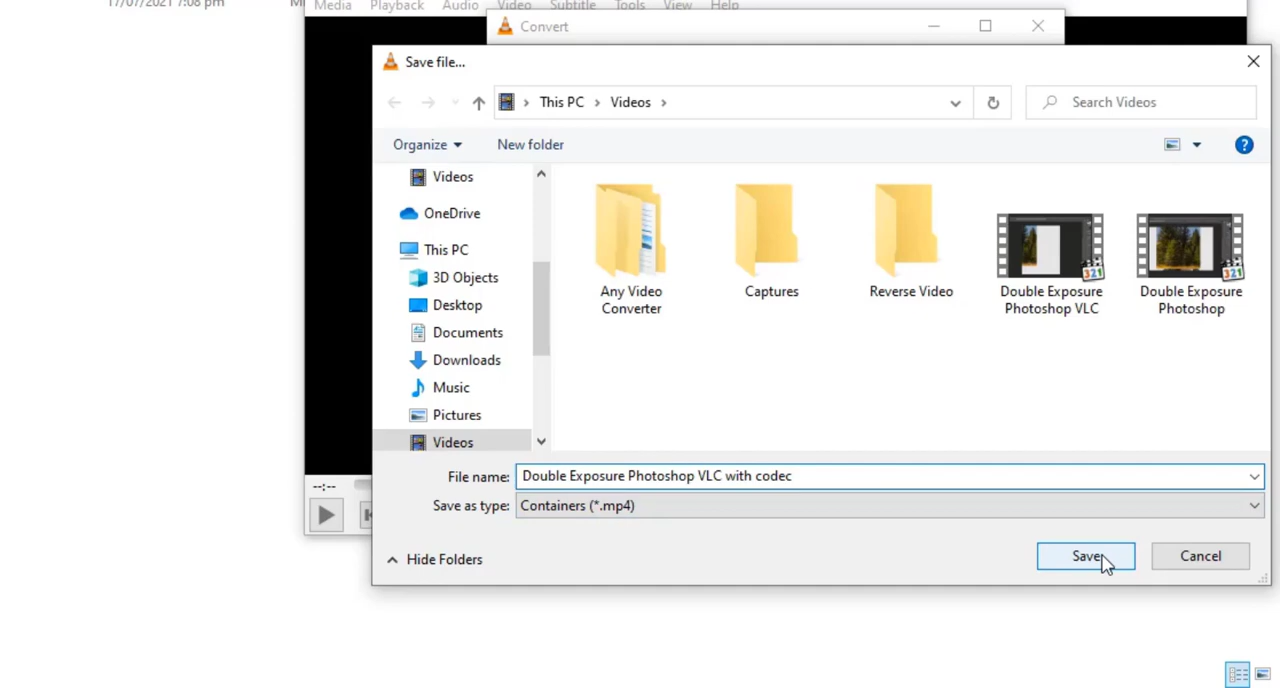 17/07/2021 7:08 pm
Media Playback Audio Video Subtitle Tools View Help
Convert
Save file...
This PC Videos
Search Videos
Organize New folder
Videos
OneDrive
This PC
3D Objects
Desktop
Documents
Downloads
Music
Pictures
Videos
Any Video
Converter
Captures
Reverse Video
Double Exposure
Photoshop VLC
Double Exposure
Photoshop
321
321
File name: Double Exposure Photoshop VLC with codec
Save as type: Containers (*.mp4)
--:--
Hide Folders
Save
Cancel